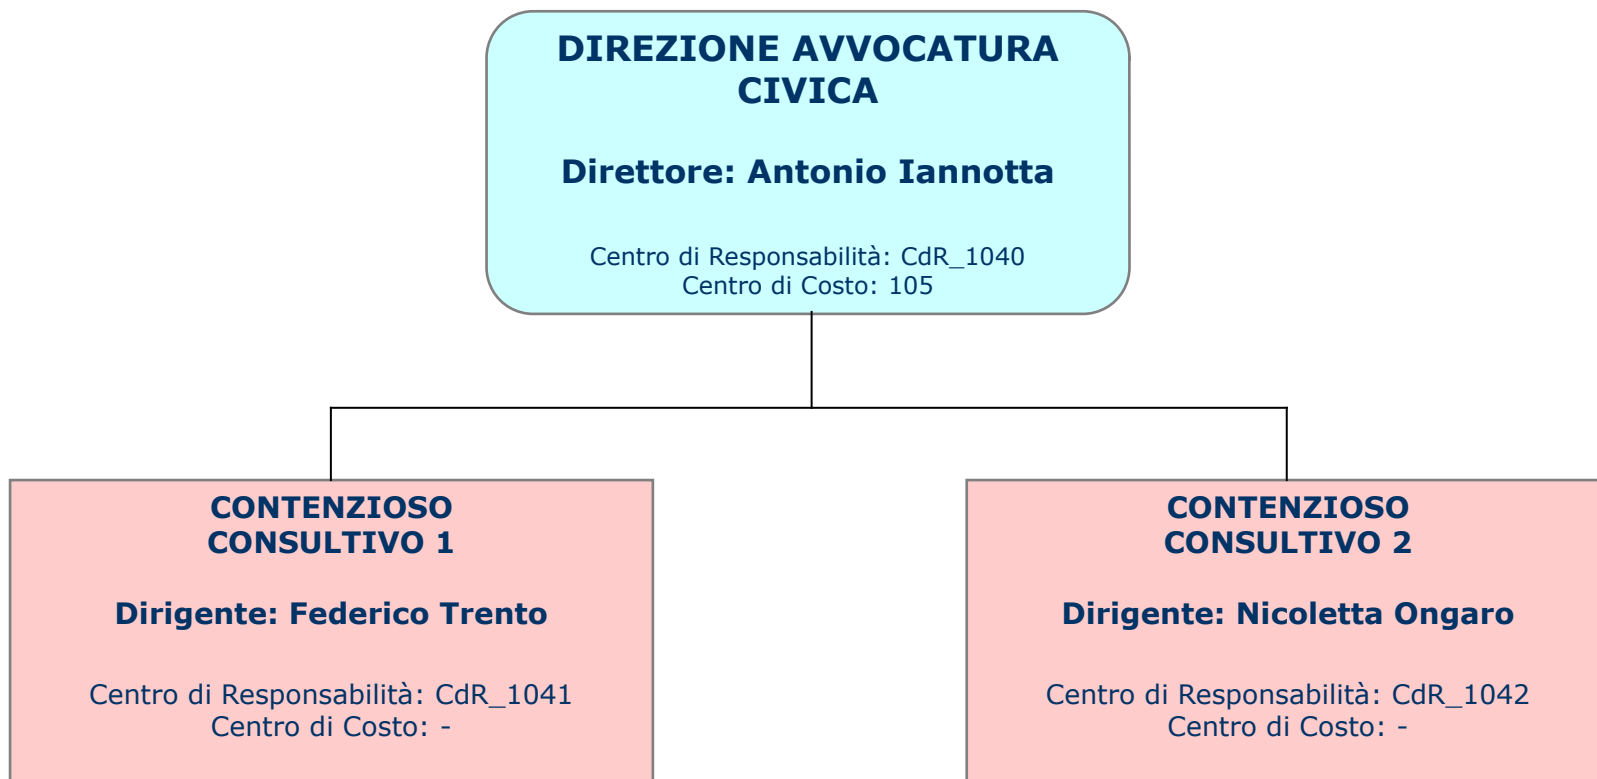 DIREZIONE AVVOCATURA
CIVICA
Direttore: Antonio Iannotta
Centro di Responsabilità: CdR_1040
Centro di Costo: 105
CONTENZIOSO
CONSULTIVO 1
Dirigente: Federico Trento
Centro di Responsabilità: CdR_1041
Centro di Costo: -
CONTENZIOSO
CONSULTIVO 2
Dirigente: Nicoletta Ongaro
Centro di Responsabilità: CdR_1042
Centro di Costo: -